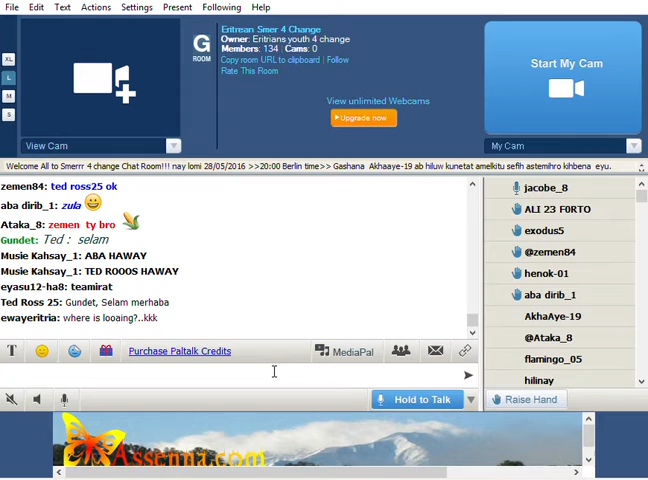 File Edit Text Actions Settings Present Following Help
XL
L
M
S
View Cam
G
ROOM
Eritrean Smer 4 Change
Owner: Eritrians youth 4 change
Members: 134 | Cams: 0
Copy room URL to clipboard | Follow
Rate This Room
View unlimited Webcams
Upgrade now
Start My Cam
My Cam
Welcome All to Smerrr 4 change Chat Room!!! nay lomi 28/05/2016 >>20:00 Berlin time>> Gashana Akhaaye-19 ab hiluw kunetat amelkitu sefih astemihro kihbena eyu.
zemen84: ted ross25 ok
aba dirib_1: zula
Ataka_8: zemen ty bro
Gundet: Ted : selam
Musie Kahsay_1: ABA HAWAY
Musie Kahsay_1: TED ROOOS HAWAY
eyasu12-ha8: teamirat
Ted Ross 25: Gundet, Selam merhaba
ewayeritria: where is looaing?..kkk
jacobe_8
ALI 23 F0RTO
exodus5
@zemen84
henok-01
aba dirib_1
AkhaAye-19
@Ataka_8
flamingo_05
hilinay
T Purchase Paltalk Credits MediaPal
Hold to Talk
Raise Hand
Assenna.com